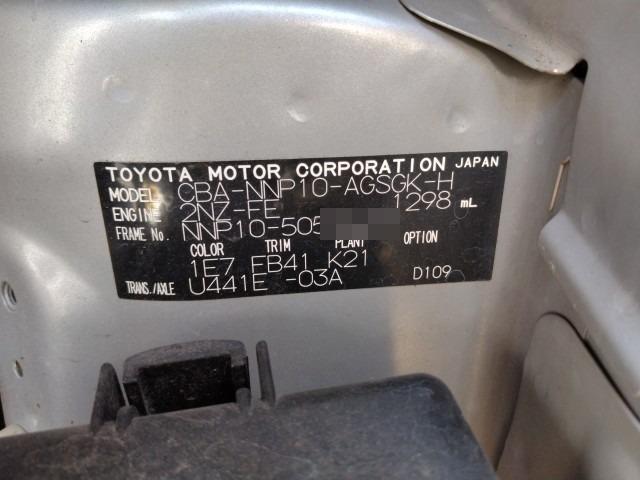 TOYOTA MOTOR CORPORATION JAPAN
MODEL CBA-NNP10-AGSGK-H
ENGINE 2NZ-FE 1298 mL
FRAME No. NNP10-505
COLOR TRIM PLANT OPTION
1E7 FB41 K21
TRANS./AXLE U441E -03A D109